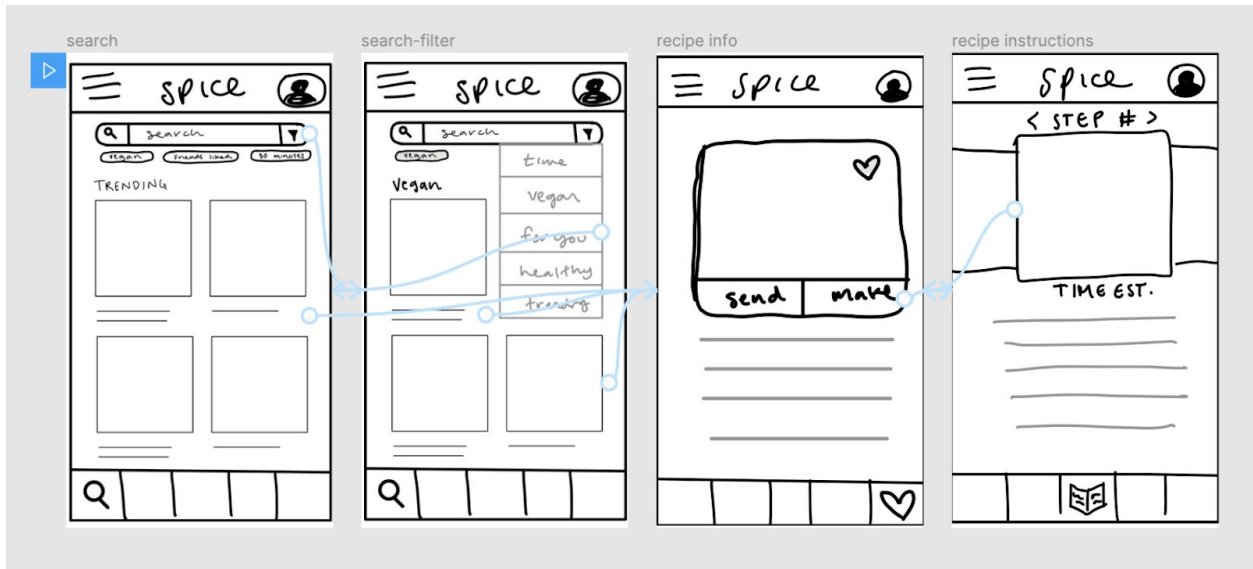 search
spice
search
vegan friends liked 30 minutes
TRENDING
search-filter
spice
search
vegan
Vegan
time
vegan
for you
healthy
trending
recipe info
spice
send make
recipe instructions
spice
< STEP # >
TIME EST.